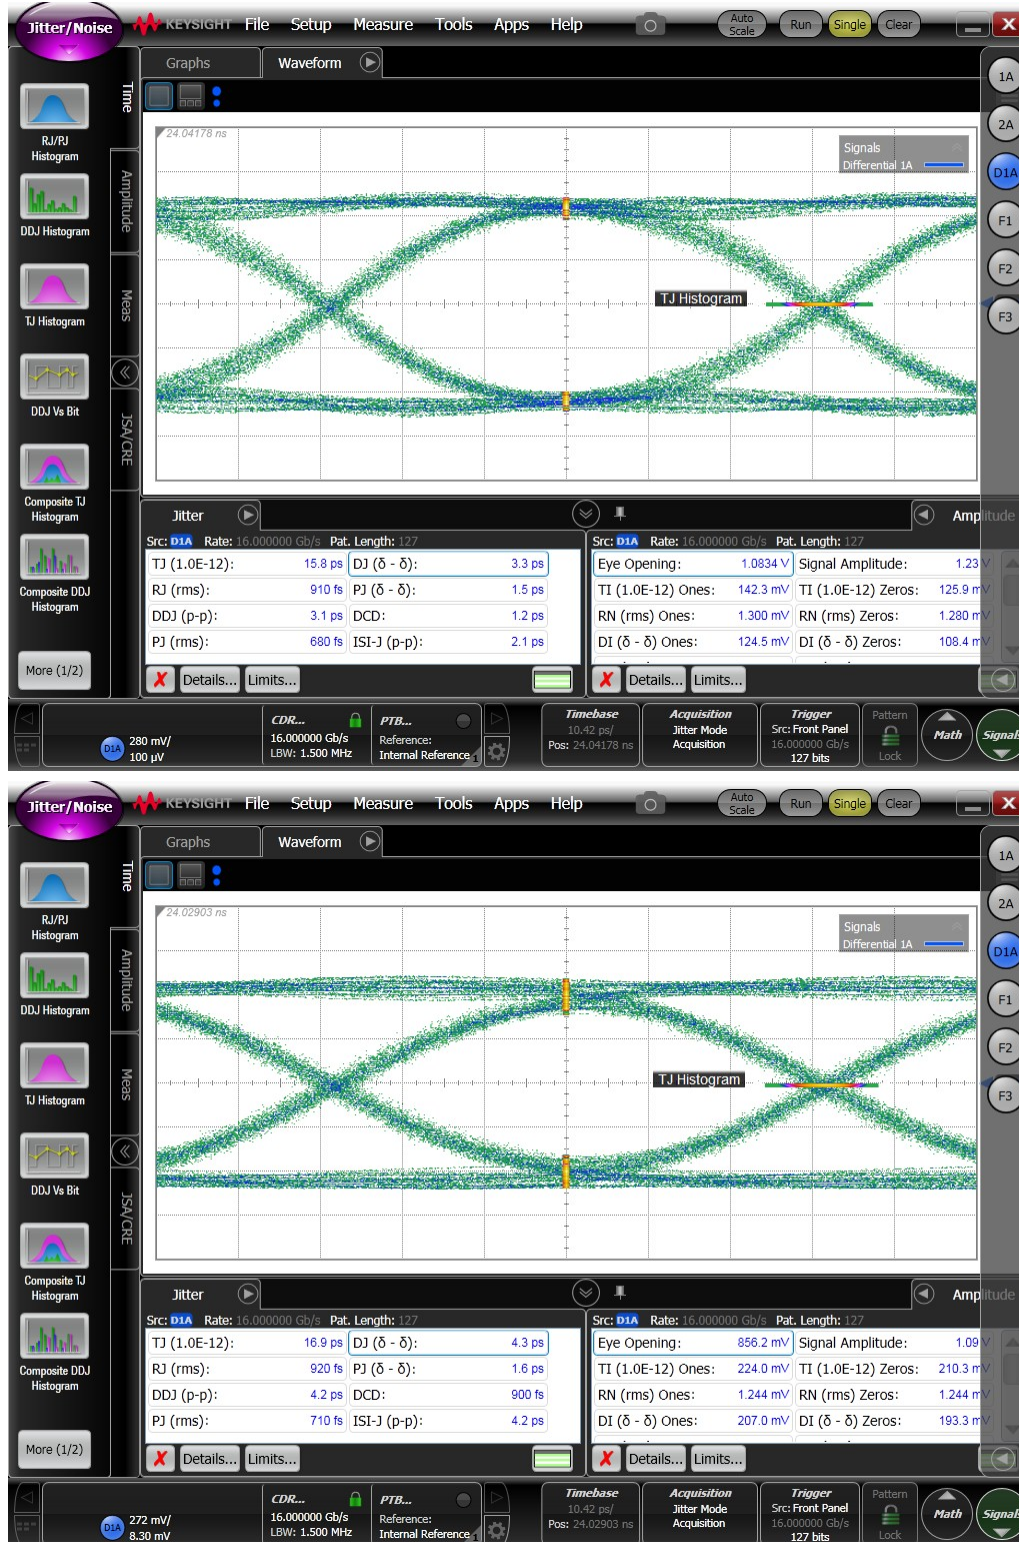 Jitter/Noise KEYSIGHT File Setup Measure Tools Apps Help Auto Scale Run Single Clear X
Graphs Waveform
Time
Amplitude
Meas
JSA/CRE
RJ/PJ
Histogram
DDJ Histogram
TJ Histogram
DDJ Vs Bit
Composite TJ
Histogram
Composite DDJ
Histogram
More (1/2)
24.04178 ns
Signals
Differential 1A
TJ Histogram
1A
2A
D1A
F1
F2
F3
Jitter Amplitude
Src: D1A Rate: 16.000000 Gb/s Pat. Length: 127 Src: D1A Rate: 16.000000 Gb/s Pat. Length: 127
TJ (1.0E-12): 15.8 ps DJ (δ - δ): 3.3 ps Eye Opening: 1.0834 V Signal Amplitude: 1.23 V
RJ (rms): 910 fs PJ (δ - δ): 1.5 ps TI (1.0E-12) Ones: 142.3 mV TI (1.0E-12) Zeros: 125.9 mV
DDJ (p-p): 3.1 ps DCD: 1.2 ps RN (rms) Ones: 1.300 mV RN (rms) Zeros: 1.280 mV
PJ (rms): 680 fs ISI-J (p-p): 2.1 ps DI (δ - δ) Ones: 124.5 mV DI (δ - δ) Zeros: 108.4 mV
Details... Limits... Details... Limits...
D1A 280 mV/
100 µV
CDR...
16.000000 Gb/s
LBW: 1.500 MHz
PTB...
Reference:
Internal Reference 1
Timebase
10.42 ps/
Pos: 24.04178 ns
Acquisition
Jitter Mode
Acquisition
Trigger
Src: Front Panel
16.000000 Gb/s
127 bits
Pattern
Lock
Math
Signals
Jitter/Noise KEYSIGHT File Setup Measure Tools Apps Help Auto Scale Run Single Clear X
Graphs Waveform
Time
Amplitude
Meas
JSA/CRE
RJ/PJ
Histogram
DDJ Histogram
TJ Histogram
DDJ Vs Bit
Composite TJ
Histogram
Composite DDJ
Histogram
More (1/2)
24.02903 ns
Signals
Differential 1A
TJ Histogram
1A
2A
D1A
F1
F2
F3
Jitter Amplitude
Src: D1A Rate: 16.000000 Gb/s Pat. Length: 127 Src: D1A Rate: 16.000000 Gb/s Pat. Length: 127
TJ (1.0E-12): 16.9 ps DJ (δ - δ): 4.3 ps Eye Opening: 856.2 mV Signal Amplitude: 1.09 V
RJ (rms): 920 fs PJ (δ - δ): 1.6 ps TI (1.0E-12) Ones: 224.0 mV TI (1.0E-12) Zeros: 210.3 mV
DDJ (p-p): 4.2 ps DCD: 900 fs RN (rms) Ones: 1.244 mV RN (rms) Zeros: 1.244 mV
PJ (rms): 710 fs ISI-J (p-p): 4.2 ps DI (δ - δ) Ones: 207.0 mV DI (δ - δ) Zeros: 193.3 mV
Details... Limits... Details... Limits...
D1A 272 mV/
8.30 mV
CDR...
16.000000 Gb/s
LBW: 1.500 MHz
PTB...
Reference:
Internal Reference 1
Timebase
10.42 ps/
Pos: 24.02903 ns
Acquisition
Jitter Mode
Acquisition
Trigger
Src: Front Panel
16.000000 Gb/s
127 bits
Pattern
Lock
Math
Signals